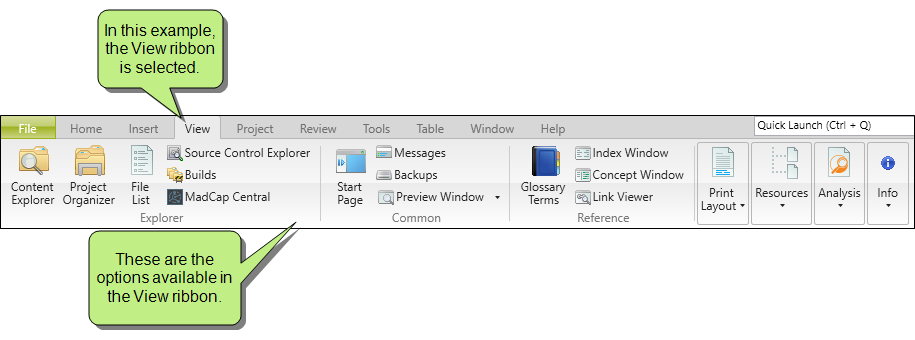 In this example,
the View ribbon
is selected.
File Home Insert View Project Review Tools Table Window Help Quick Launch (Ctrl + Q)
Content
Explorer
Project
Organizer
File
List
Source Control Explorer
Builds
MadCap Central
Explorer
Start
Page
Messages
Backups
Preview Window
Common
Glossary
Terms
Index Window
Concept Window
Link Viewer
Reference
Print
Layout
Resources
Analysis
Info
These are the
options available in
the View ribbon.